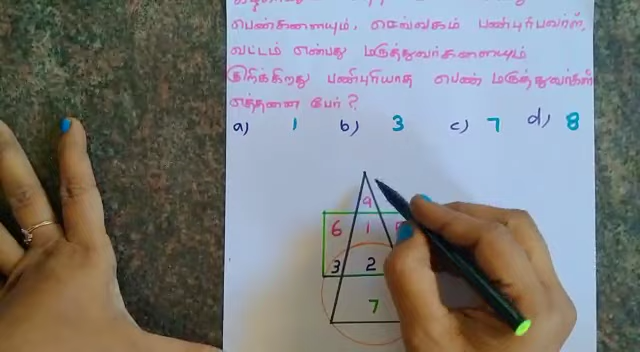 பெண்களையும், செவ்வகம் பணிபுரிபவர்,
வட்டம் என்பது மருத்துவர்களையும்
குறிக்கிறது பணிபுரியாத பெண் மருத்துவர்கள்
எத்தனை பேர் ?
a) 1 b) 3 c) 7 d) 8
9
6 1
3 2
7